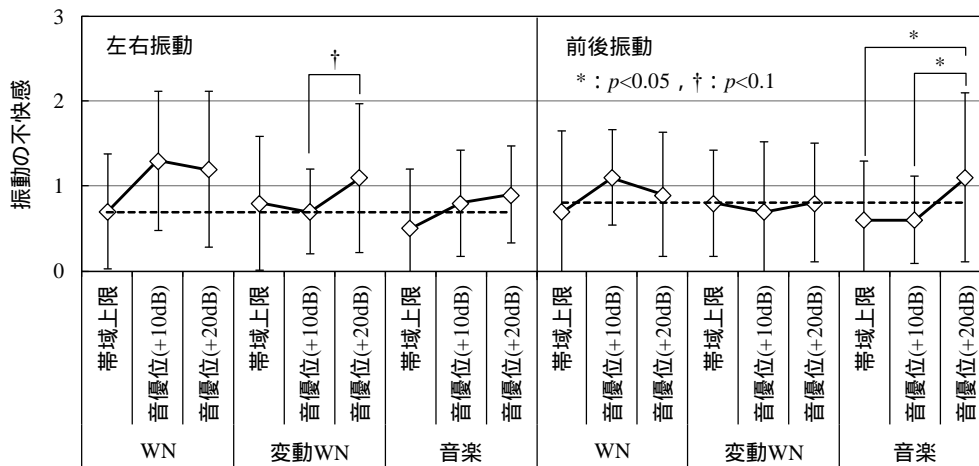 3
2
1
0
振動の不快感
左右振動
†
前後振動
*：p<0.05，†：p<0.1
*
*
帯域上限
音優位(+10dB)
音優位(+20dB)
帯域上限
音優位(+10dB)
音優位(+20dB)
帯域上限
音優位(+10dB)
音優位(+20dB)
帯域上限
音優位(+10dB)
音優位(+20dB)
帯域上限
音優位(+10dB)
音優位(+20dB)
帯域上限
音優位(+10dB)
音優位(+20dB)
WN
変動WN
音楽
WN
変動WN
音楽